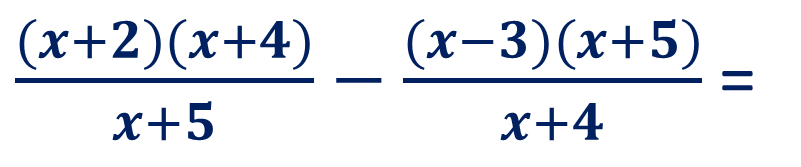 (x+2)(x+4)/x+5 − (x−3)(x+5)/x+4 =